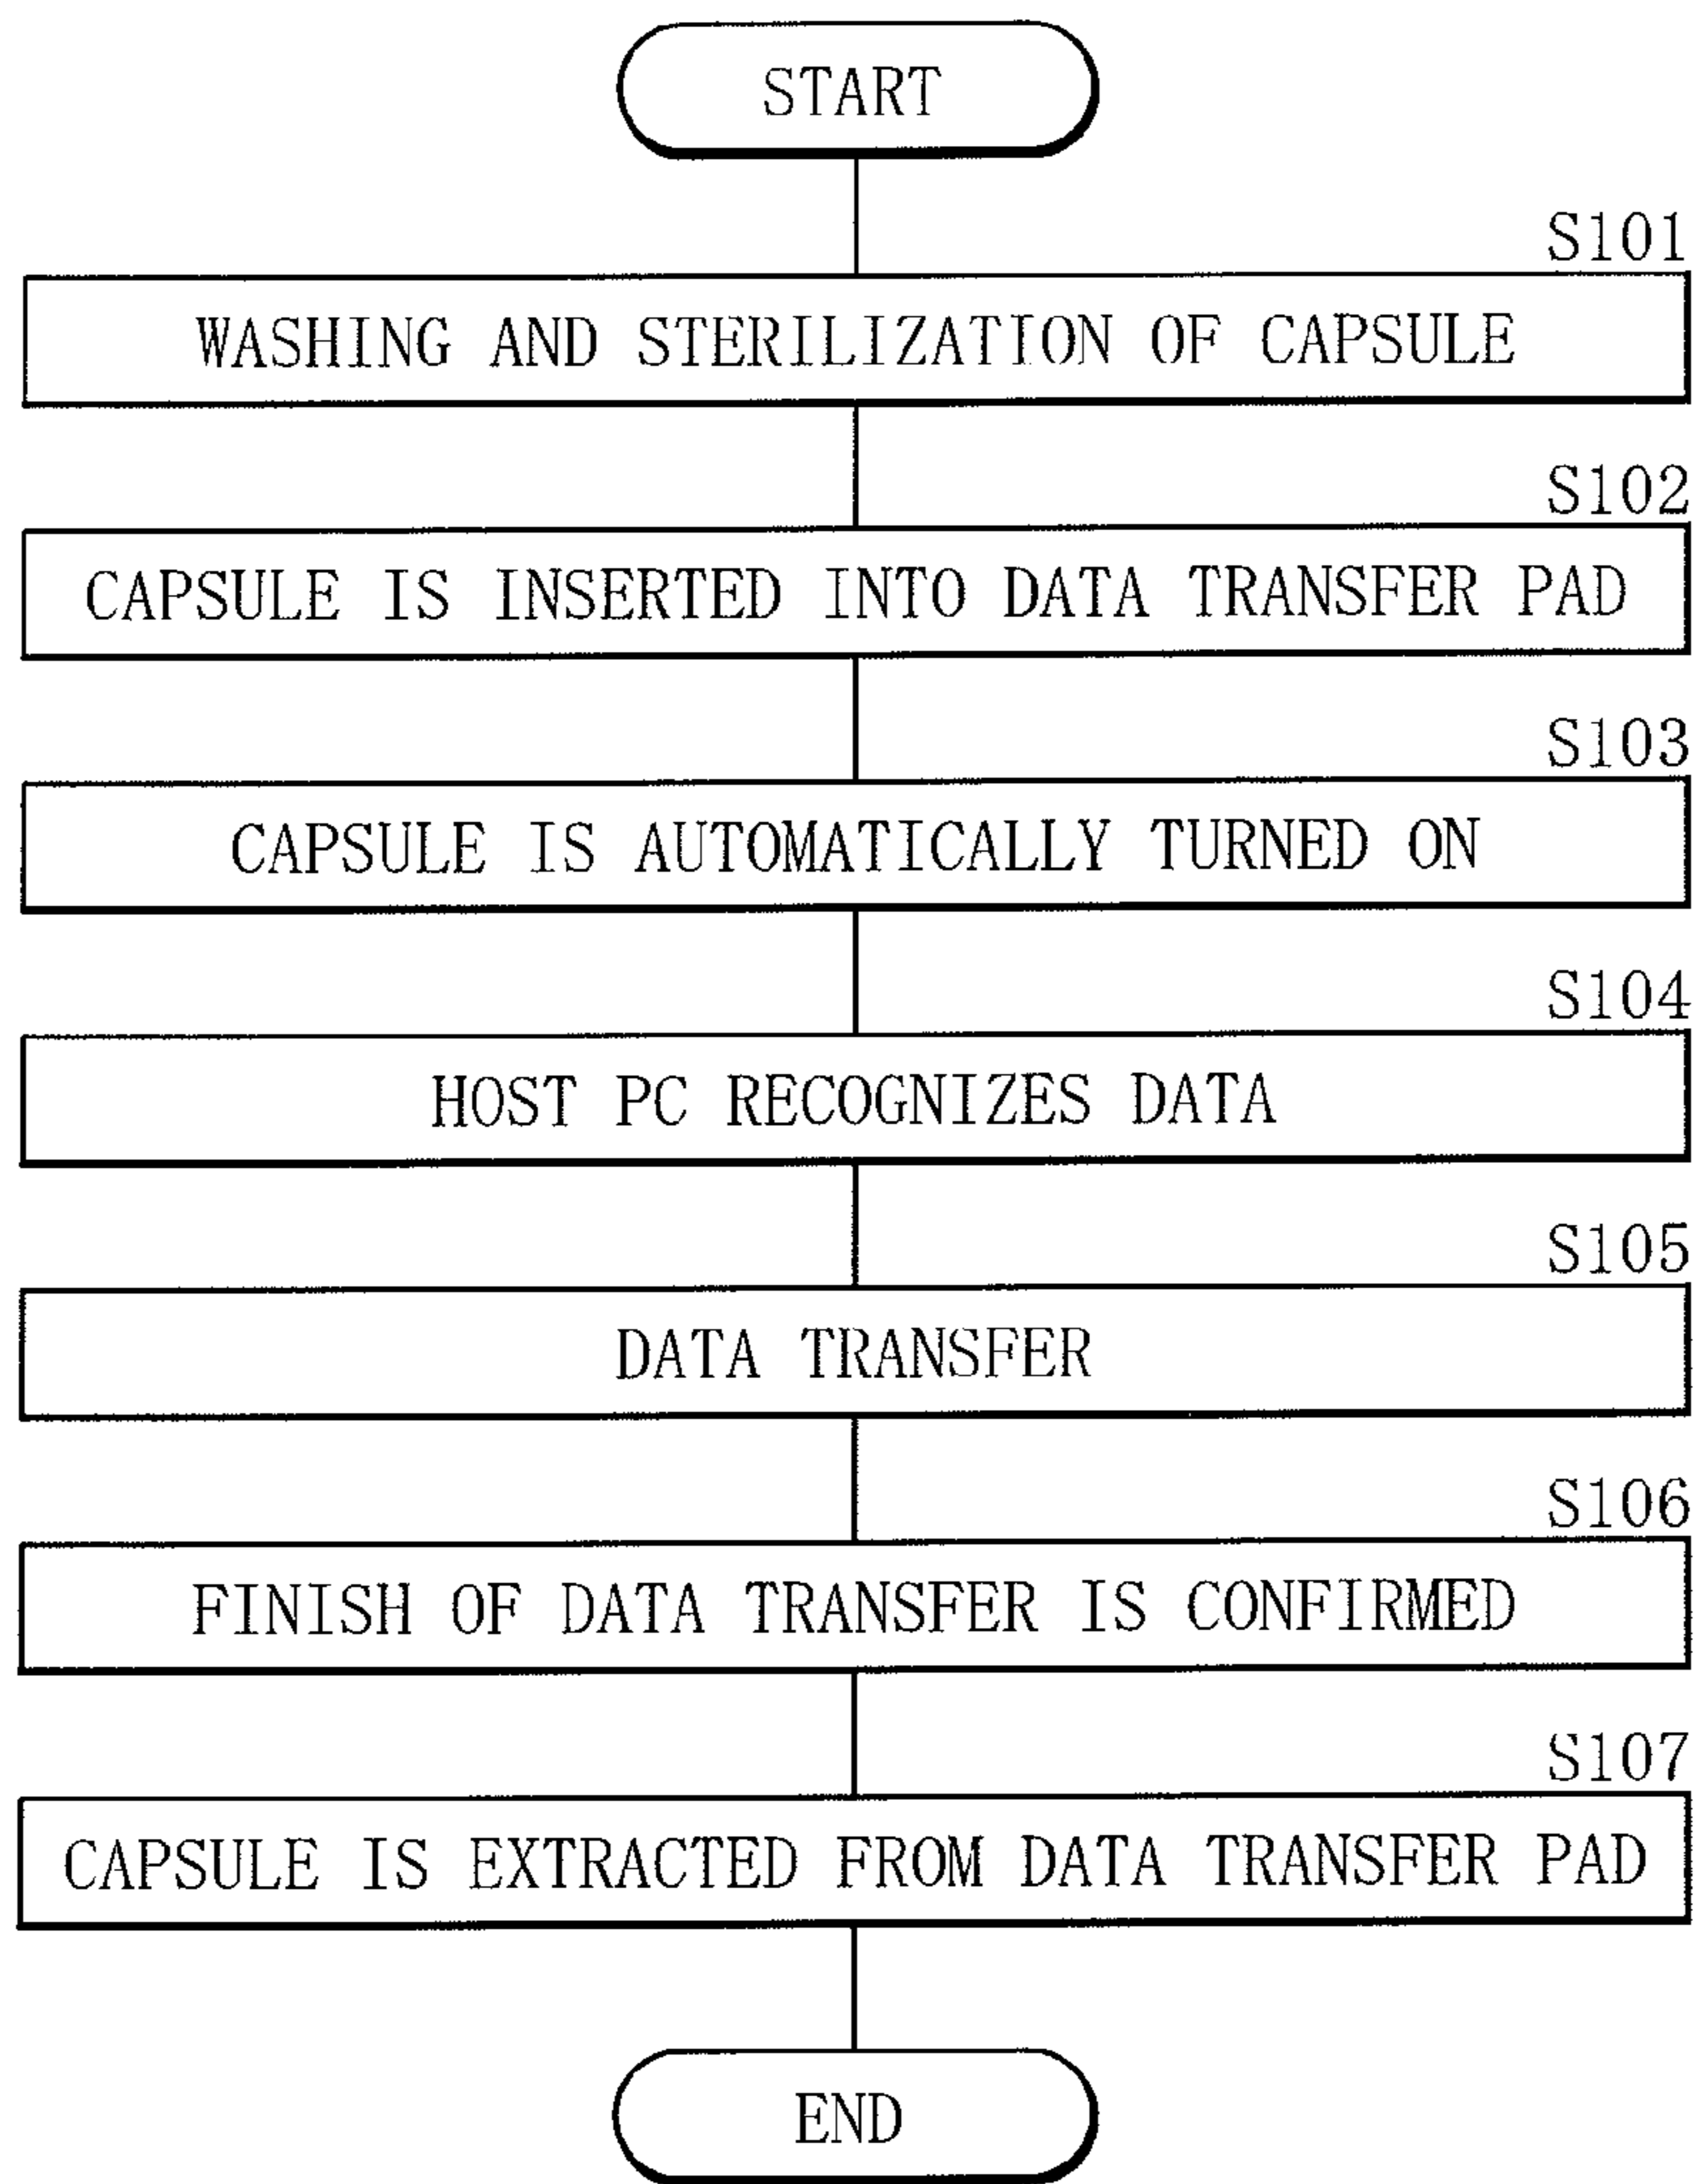 START
S101
WASHING AND STERILIZATION OF CAPSULE
S102
CAPSULE IS INSERTED INTO DATA TRANSFER PAD
S103
CAPSULE IS AUTOMATICALLY TURNED ON
S104
HOST PC RECOGNIZES DATA
S105
DATA TRANSFER
S106
FINISH OF DATA TRANSFER IS CONFIRMED
S107
CAPSULE IS EXTRACTED FROM DATA TRANSFER PAD
END